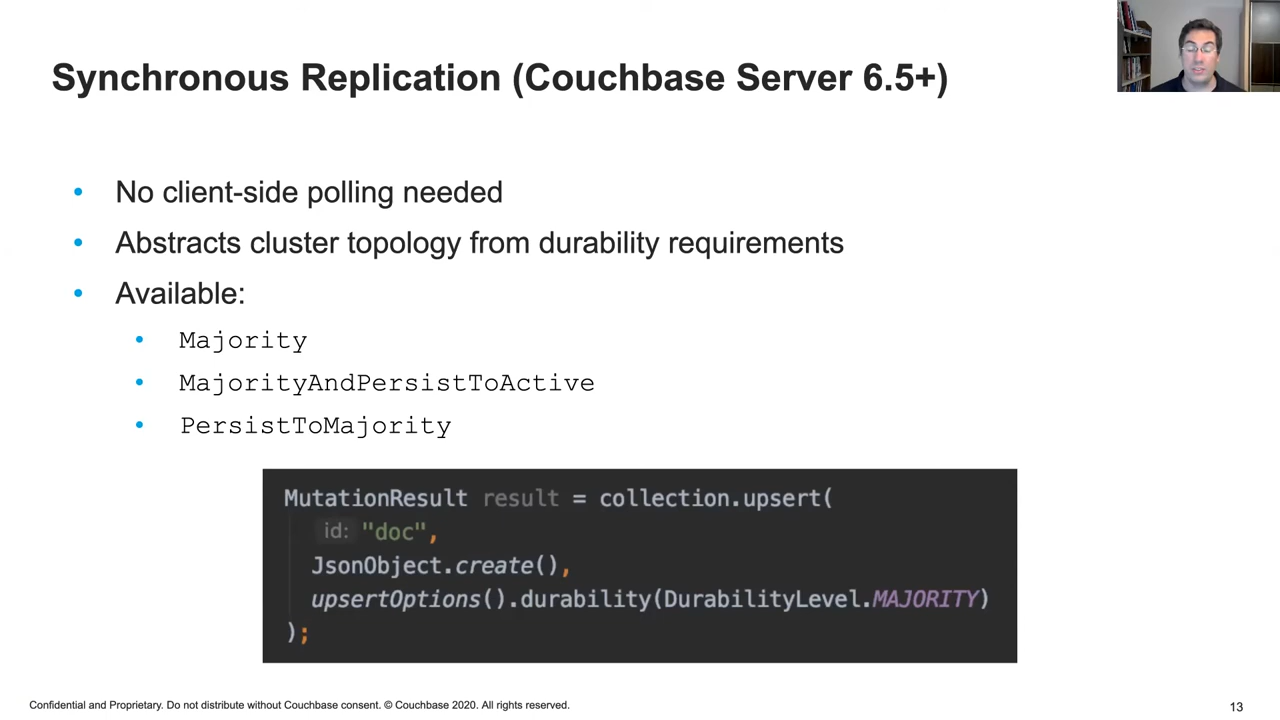 Synchronous Replication (Couchbase Server 6.5+)
• No client-side polling needed
• Abstracts cluster topology from durability requirements
• Available:
• Majority
• MajorityAndPersistToActive
• PersistToMajority
MutationResult result = collection.upsert(
id: "doc",
JsonObject.create(),
upsertOptions().durability(DurabilityLevel.MAJORITY)
);
Confidential and Proprietary. Do not distribute without Couchbase consent. © Couchbase 2020. All rights reserved.
13